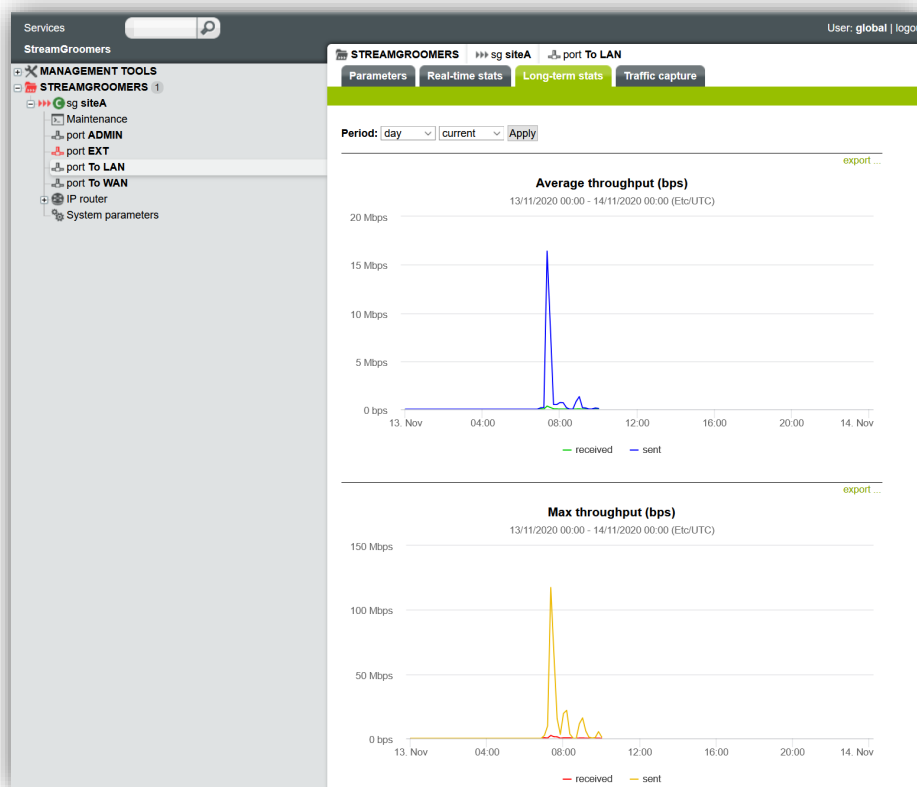 Services
User: global | logou
StreamGroomers
MANAGEMENT TOOLS
STREAMGROOMERS 1
sg siteA
Maintenance
port ADMIN
port EXT
port To LAN
port To WAN
IP router
System parameters
STREAMGROOMERS sg siteA port To LAN
Parameters Real-time stats Long-term stats Traffic capture
Period: day current Apply
export ...
Average throughput (bps)
13/11/2020 00:00 - 14/11/2020 00:00 (Etc/UTC)
20 Mbps
15 Mbps
10 Mbps
5 Mbps
0 bps
13. Nov 04:00 08:00 12:00 16:00 20:00 14. Nov
received sent
export ...
Max throughput (bps)
13/11/2020 00:00 - 14/11/2020 00:00 (Etc/UTC)
150 Mbps
100 Mbps
50 Mbps
0 bps
13. Nov 04:00 08:00 12:00 16:00 20:00 14. Nov
received sent